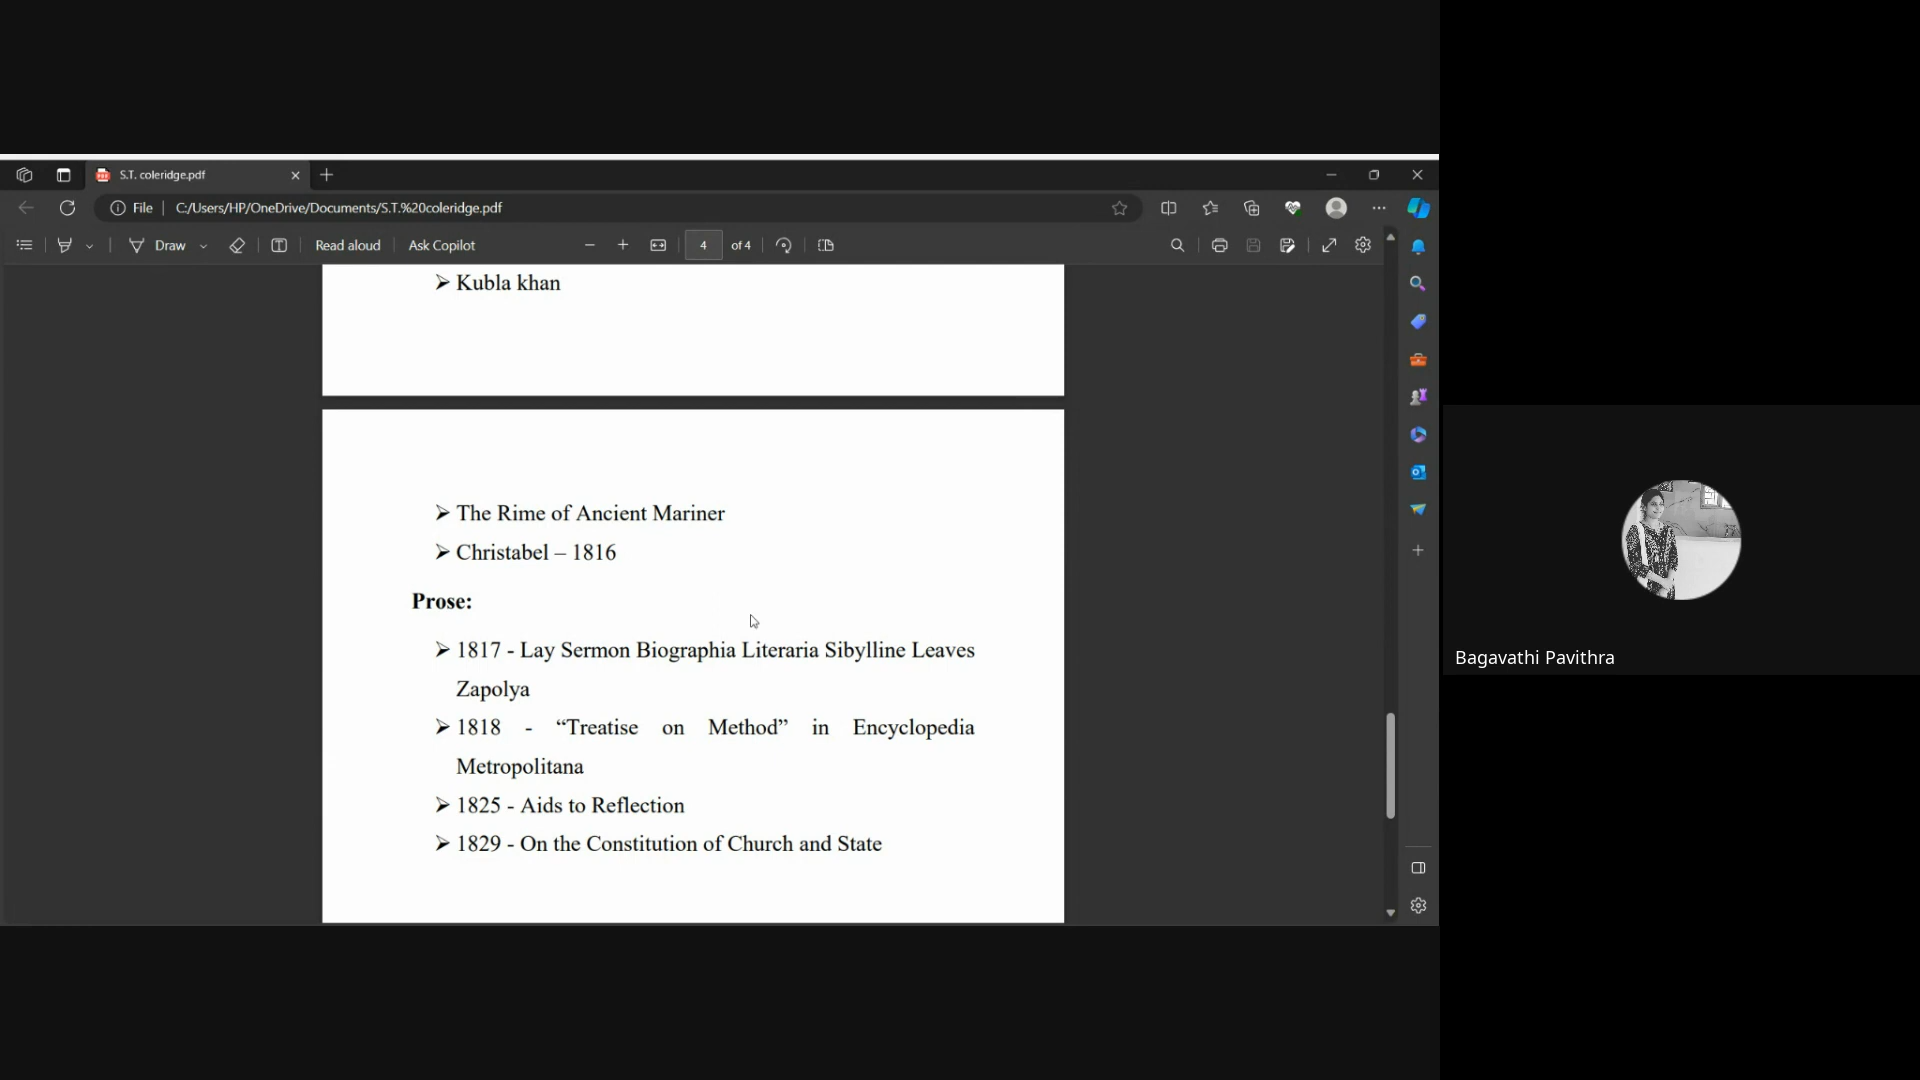 S.T. coleridge.pdf
File
C:/Users/HP/OneDrive/Documents/S.T.%20coleridge.pdf
Draw
Read aloud
Ask Copilot
4 of 4
➢ Kubla khan
➢ The Rime of Ancient Mariner
➢ Christabel – 1816
Prose:
➢ 1817 - Lay Sermon Biographia Literaria Sibylline Leaves
Zapolya
➢ 1818 - “Treatise on Method” in Encyclopedia
Metropolitana
➢ 1825 - Aids to Reflection
➢ 1829 - On the Constitution of Church and State
Bagavathi Pavithra